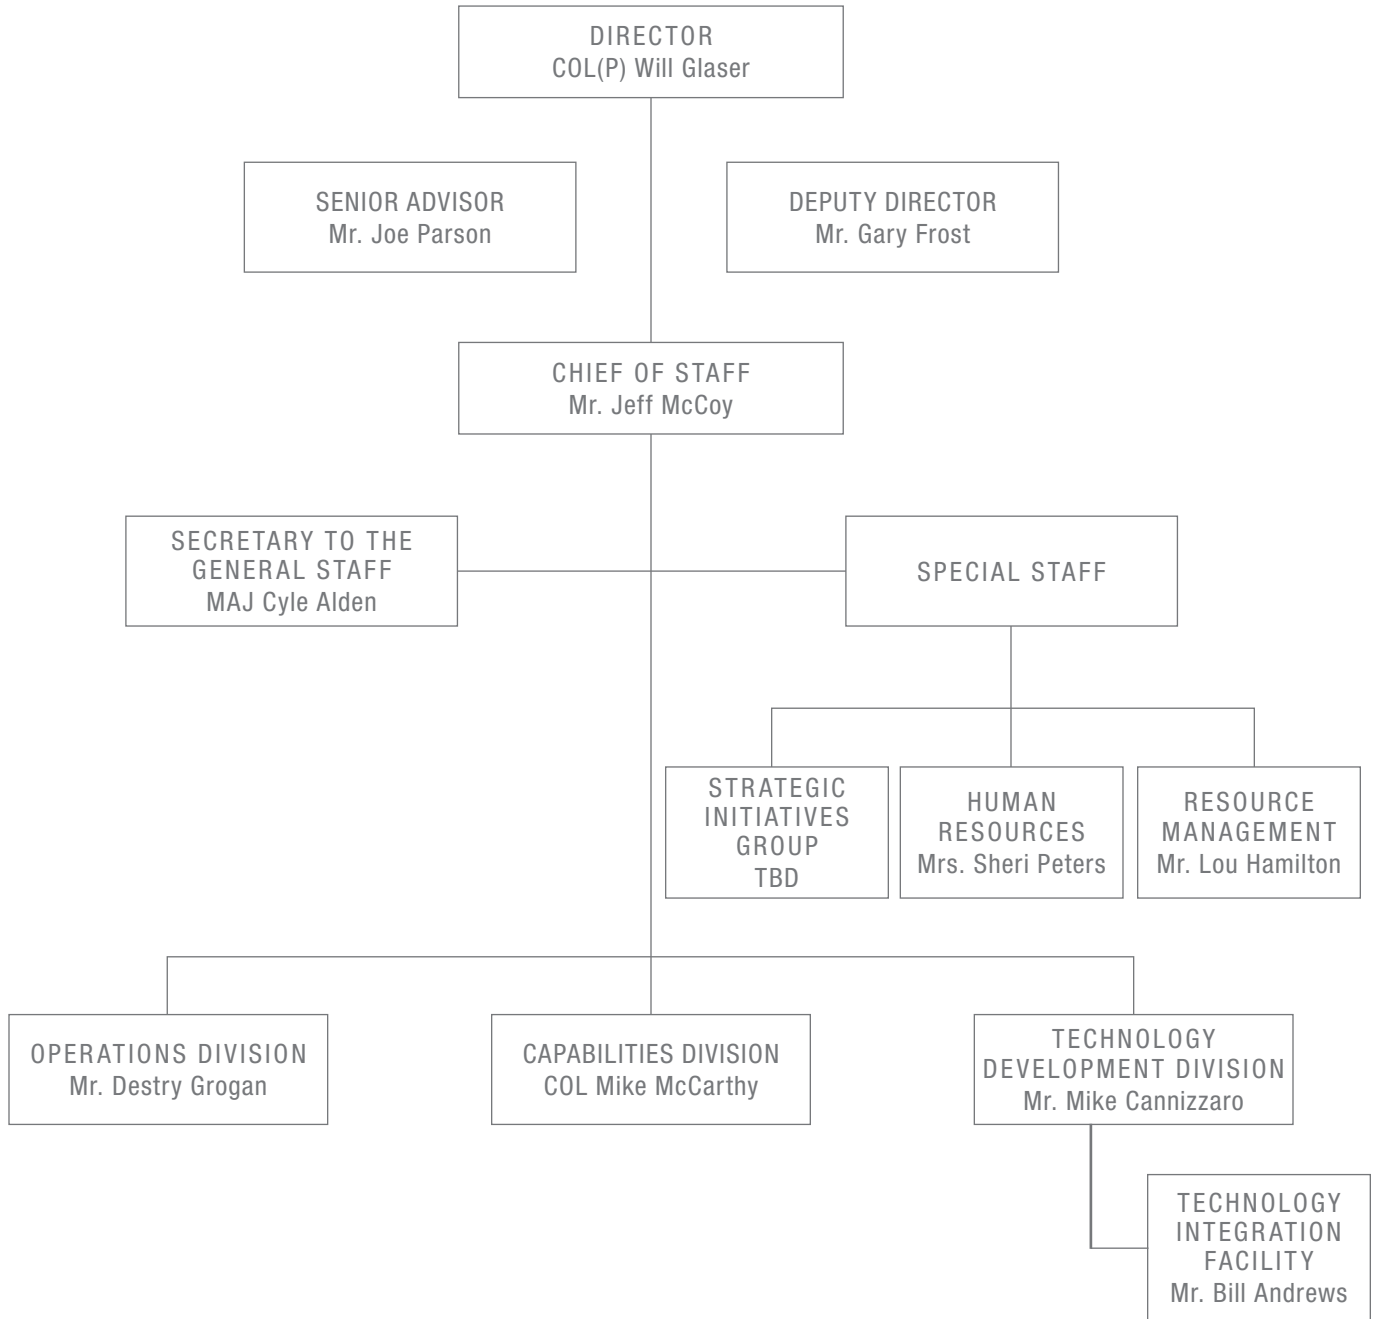 DIRECTOR
COL(P) Will Glaser
SENIOR ADVISOR
Mr. Joe Parson
DEPUTY DIRECTOR
Mr. Gary Frost
CHIEF OF STAFF
Mr. Jeff McCoy
SECRETARY TO THE
GENERAL STAFF
MAJ Cyle Alden
SPECIAL STAFF
STRATEGIC
INITIATIVES
GROUP
TBD
HUMAN
RESOURCES
Mrs. Sheri Peters
RESOURCE
MANAGEMENT
Mr. Lou Hamilton
OPERATIONS DIVISION
Mr. Destry Grogan
CAPABILITIES DIVISION
COL Mike McCarthy
TECHNOLOGY
DEVELOPMENT DIVISION
Mr. Mike Cannizzaro
TECHNOLOGY
INTEGRATION
FACILITY
Mr. Bill Andrews